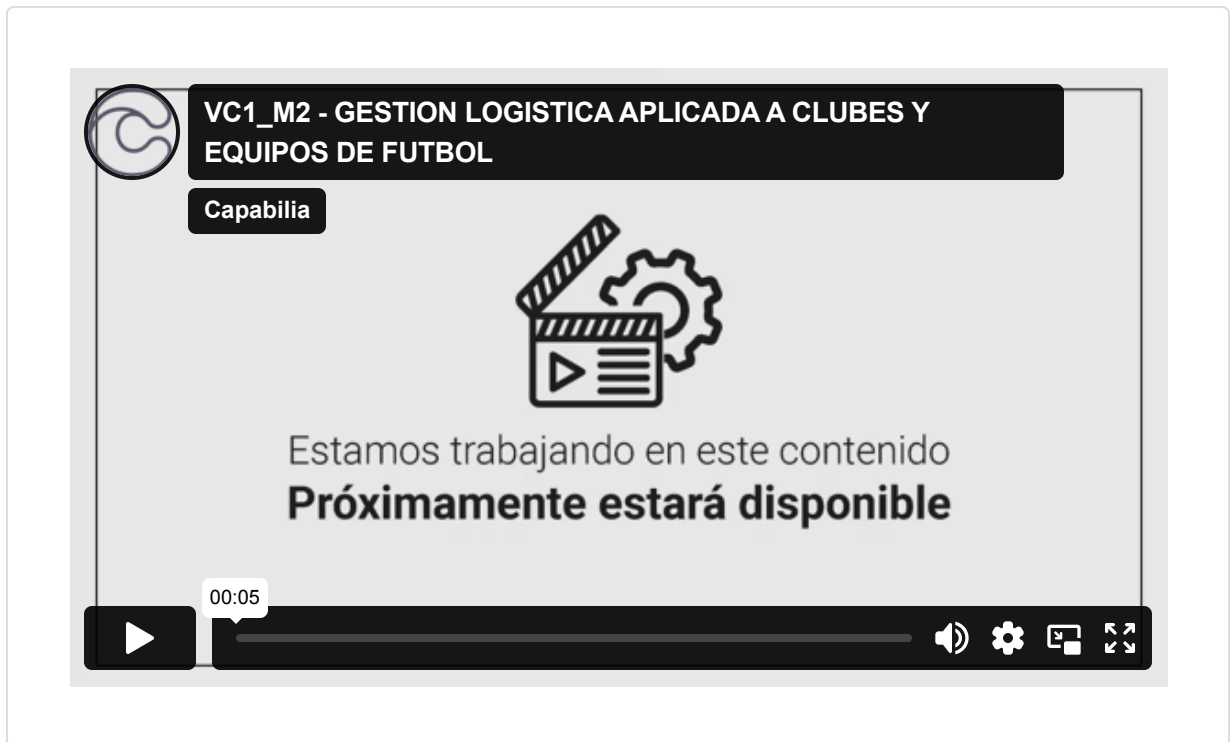 VC1_M2 - GESTION LOGISTICA APLICADA A CLUBES Y
EQUIPOS DE FUTBOL
Capabilia
Estamos trabajando en este contenido
Próximamente estará disponible
00:05